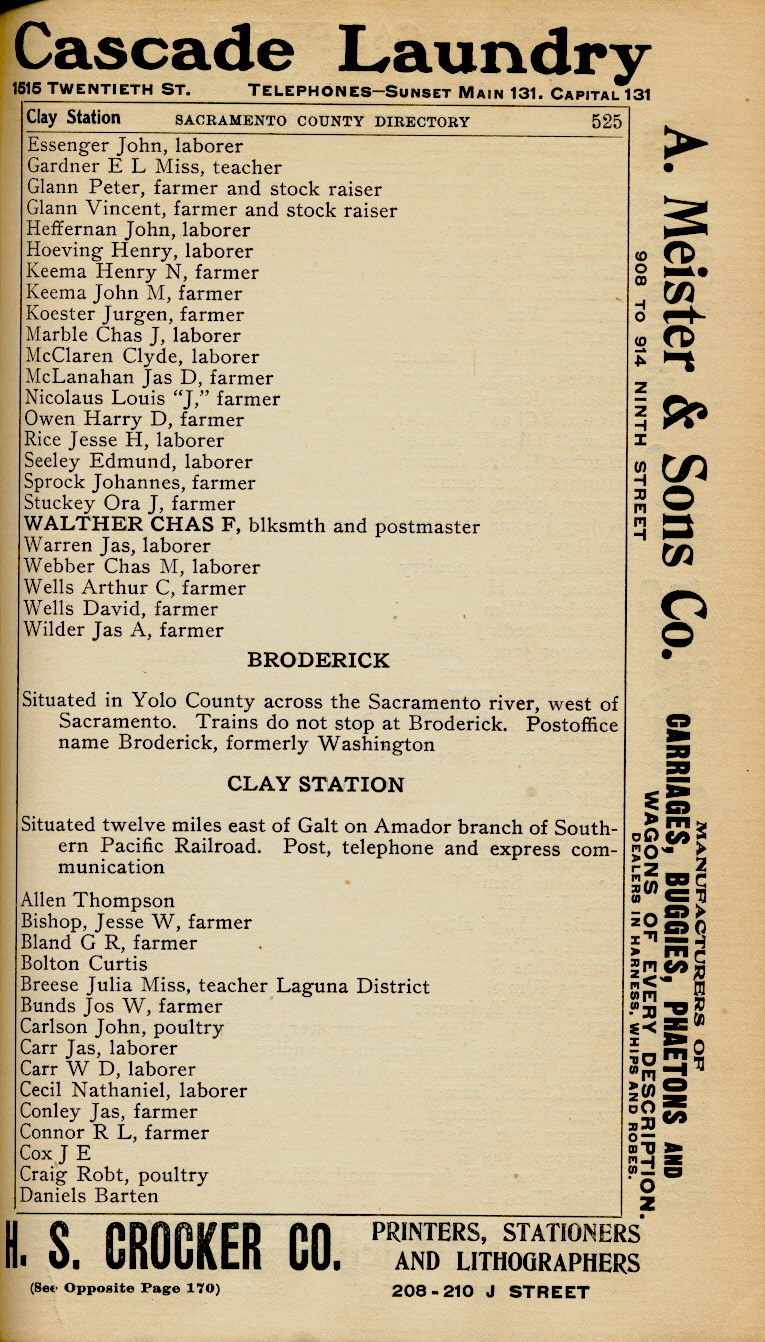 Cascade Laundry
1515 TWENTIETH ST. TELEPHONES—SUNSET MAIN 131. CAPITAL 131
Clay Station SACRAMENTO COUNTY DIRECTORY 525
Essenger John, laborer
Gardner E L Miss, teacher
Glann Peter, farmer and stock raiser
Glann Vincent, farmer and stock raiser
Heffernan John, laborer
Hoeving Henry, laborer
Keema Henry N, farmer
Keema John M, farmer
Koester Jurgen, farmer
Marble Chas J, laborer
McClaren Clyde, laborer
McLanahan Jas D, farmer
Nicolaus Louis “J,” farmer
Owen Harry D, farmer
Rice Jesse H, laborer
Seeley Edmund, laborer
Sprock Johannes, farmer
Stuckey Ora J, farmer
WALTHER CHAS F, blksmth and postmaster
Warren Jas, laborer
Webber Chas M, laborer
Wells Arthur C, farmer
Wells David, farmer
Wilder Jas A, farmer
BRODERICK
Situated in Yolo County across the Sacramento river, west of
Sacramento. Trains do not stop at Broderick. Postoffice
name Broderick, formerly Washington
CLAY STATION
Situated twelve miles east of Galt on Amador branch of South-
ern Pacific Railroad. Post, telephone and express com-
munication
Allen Thompson
Bishop, Jesse W, farmer
Bland G R, farmer
Bolton Curtis
Breese Julia Miss, teacher Laguna District
Bunds Jos W, farmer
Carlson John, poultry
Carr Jas, laborer
Carr W D, laborer
Cecil Nathaniel, laborer
Conley Jas, farmer
Connor R L, farmer
Cox J E
Craig Robt, poultry
Daniels Barten
A. Meister & Sons Co.
908 TO 914 NINTH STREET
MANUFACTURERS OF
CARRIAGES, BUGGIES, PHAETONS AND
WAGONS OF EVERY DESCRIPTION.
DEALERS IN HARNESS, WHIPS AND ROBES.
H. S. CROCKER CO. PRINTERS, STATIONERS
AND LITHOGRAPHERS
(See Opposite Page 170) 208-210 J STREET